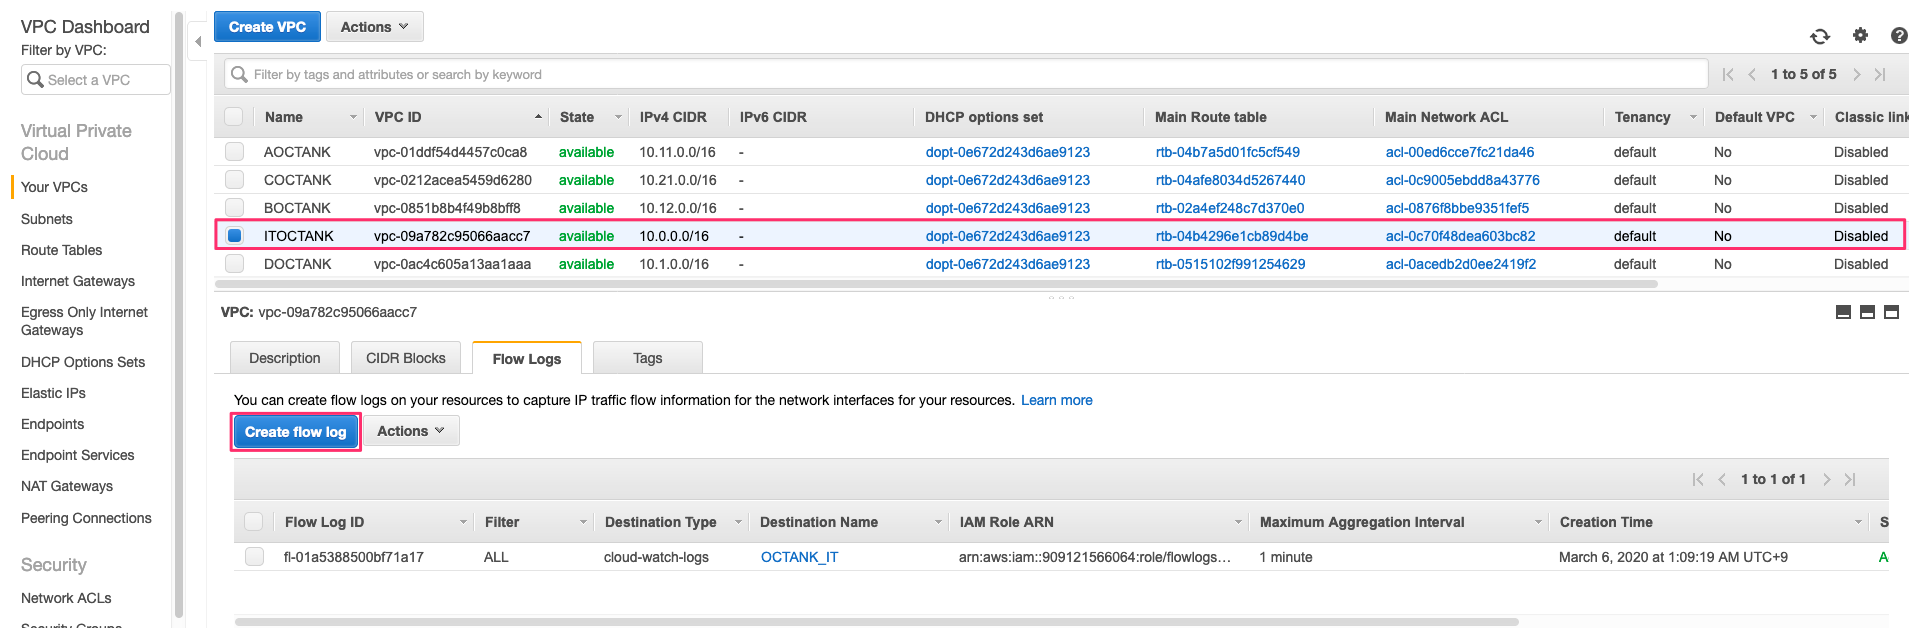 VPC Dashboard
Filter by VPC:
Select a VPC
Virtual Private
Cloud
Your VPCs
Subnets
Route Tables
Internet Gateways
Egress Only Internet
Gateways
DHCP Options Sets
Elastic IPs
Endpoints
Endpoint Services
NAT Gateways
Peering Connections
Security
Network ACLs
Security Groups
Create VPC Actions
Filter by tags and attributes or search by keyword 1 to 5 of 5
Name VPC ID State IPv4 CIDR IPv6 CIDR DHCP options set Main Route table Main Network ACL Tenancy Default VPC Classic link
AOCTANK vpc-01ddf54d4457c0ca8 available 10.11.0.0/16 - dopt-0e672d243d6ae9123 rtb-04b7a5d01fc5cf549 acl-00ed6cce7fc21da46 default No Disabled
COCTANK vpc-0212acea5459d6280 available 10.21.0.0/16 - dopt-0e672d243d6ae9123 rtb-04afe8034d5267440 acl-0c9005ebdd8a43776 default No Disabled
BOCTANK vpc-0851b8b4f49b8bff8 available 10.12.0.0/16 - dopt-0e672d243d6ae9123 rtb-02a4ef248c7d370e0 acl-0876f8bbe9351fef5 default No Disabled
ITOCTANK vpc-09a782c95066aacc7 available 10.0.0.0/16 - dopt-0e672d243d6ae9123 rtb-04b4296e1cb89d4be acl-0c70f48dea603bc82 default No Disabled
DOCTANK vpc-0ac4c605a13aa1aaa available 10.1.0.0/16 - dopt-0e672d243d6ae9123 rtb-0515102f991254629 acl-0acedb2d0ee2419f2 default No Disabled
VPC: vpc-09a782c95066aacc7
Description CIDR Blocks Flow Logs Tags
You can create flow logs on your resources to capture IP traffic flow information for the network interfaces for your resources. Learn more
Create flow log Actions
1 to 1 of 1
Flow Log ID Filter Destination Type Destination Name IAM Role ARN Maximum Aggregation Interval Creation Time S
fl-01a5388500bf71a17 ALL cloud-watch-logs OCTANK_IT arn:aws:iam::909121566064:role/flowlogs… 1 minute March 6, 2020 at 1:09:19 AM UTC+9 A